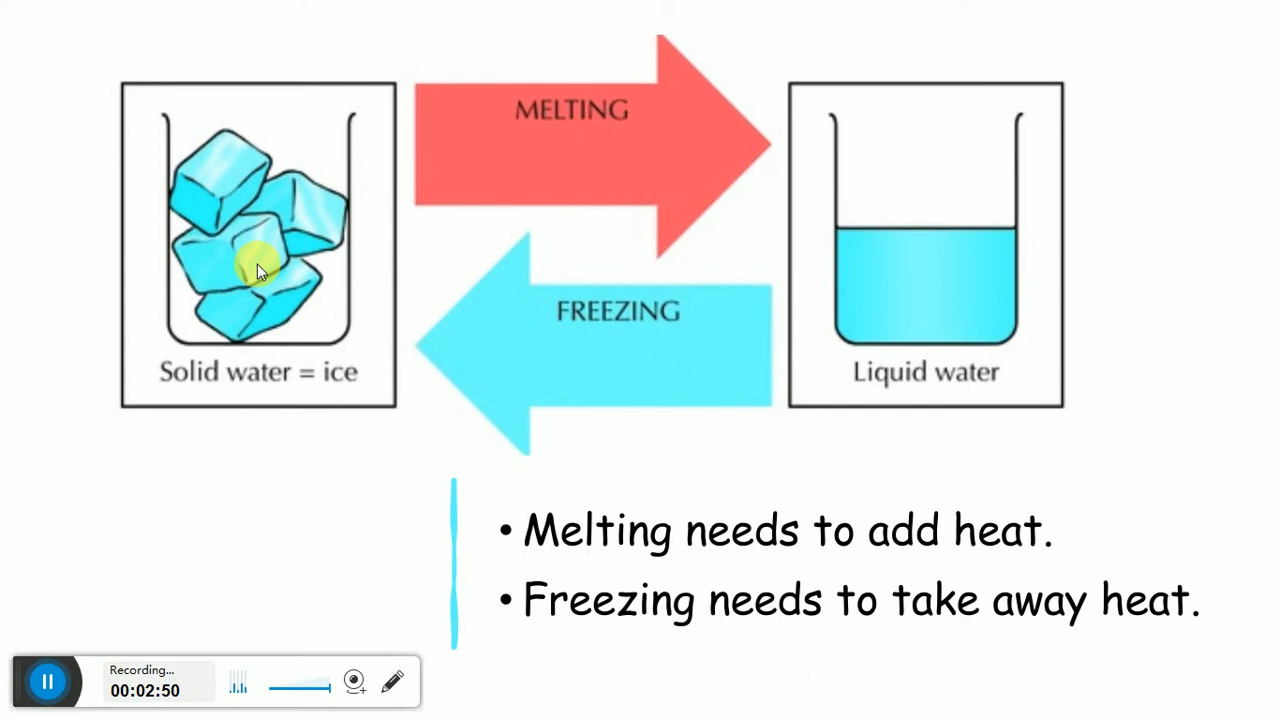 MELTING
FREEZING
Solid water = ice
Liquid water
• Melting needs to add heat.
• Freezing needs to take away heat.
Recording...
00:02:50